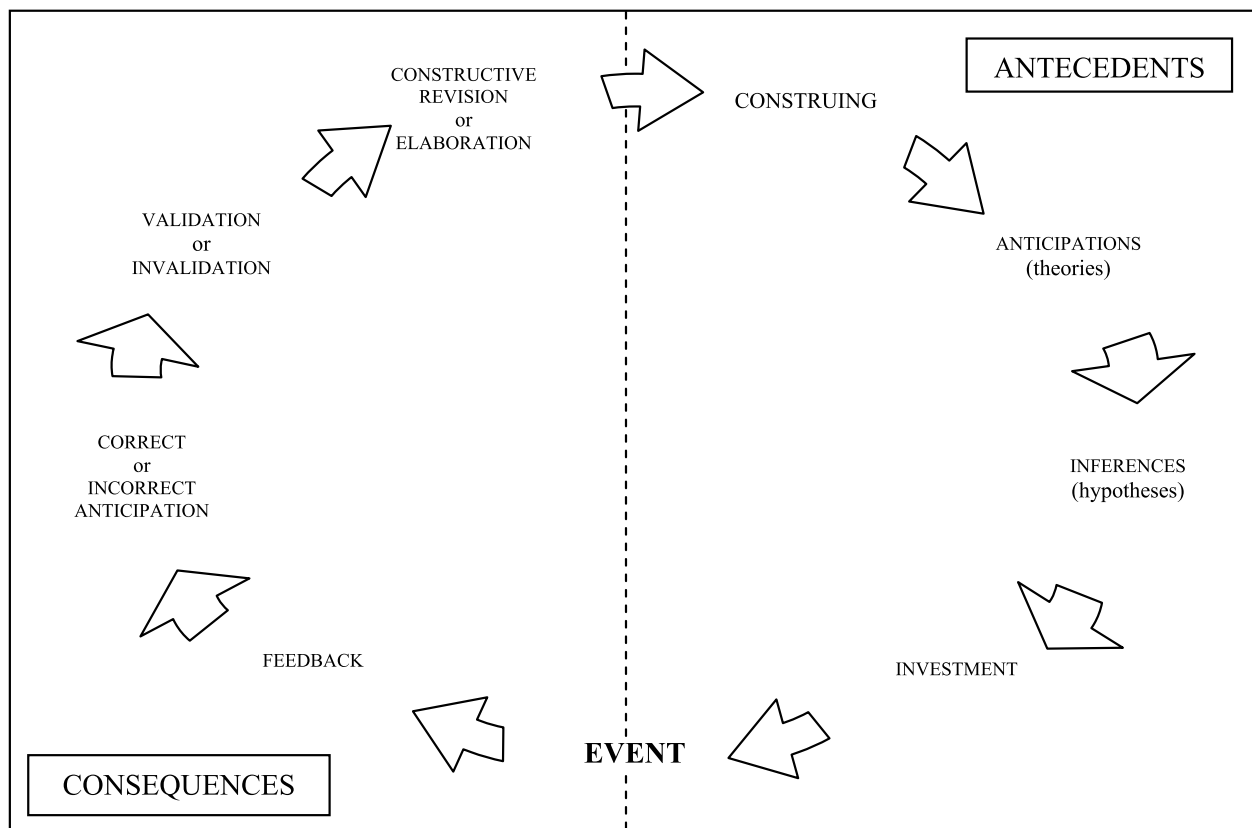 ANTECEDENTS
CONSTRUING
ANTICIPATIONS
(theories)
INFERENCES
(hypotheses)
INVESTMENT
EVENT
FEEDBACK
CORRECT
or
INCORRECT
ANTICIPATION
VALIDATION
or
INVALIDATION
CONSTRUCTIVE
REVISION
or
ELABORATION
CONSEQUENCES